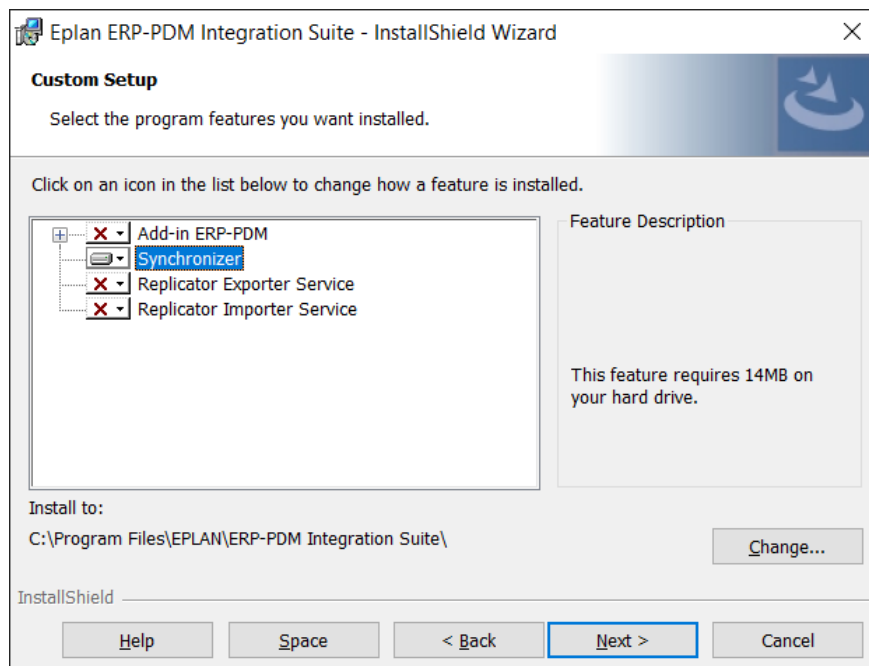 Eplan ERP-PDM Integration Suite - InstallShield Wizard
Custom Setup
Select the program features you want installed.
Click on an icon in the list below to change how a feature is installed.
Add-in ERP-PDM
Synchronizer
Replicator Exporter Service
Replicator Importer Service
Feature Description
This feature requires 14MB on
your hard drive.
Install to:
C:\Program Files\EPLAN\ERP-PDM Integration Suite\
Change...
InstallShield
Help
Space
< Back
Next >
Cancel